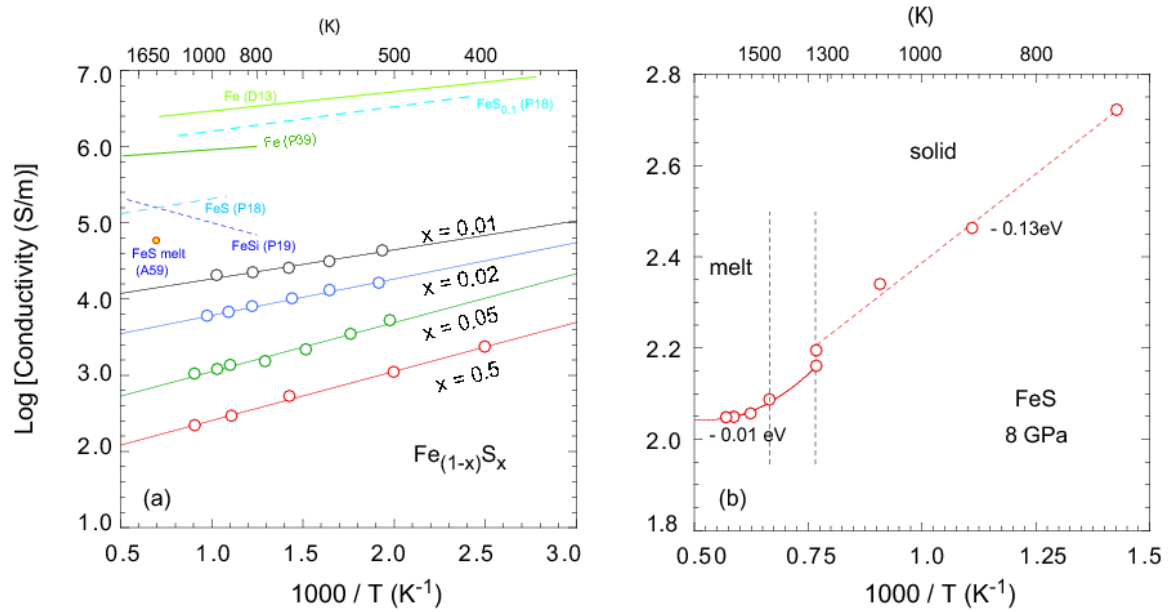 (K)
1650 1000 800 500 400
7.0
6.0
5.0
4.0
3.0
2.0
1.0
Log [Conductivity (S/m)]
Fe (D13)
FeS0.1 (P18)
Fe (P39)
FeS (P18)
FeSi (P19)
FeS melt
(A59)
x = 0.01
x = 0.02
x = 0.05
x = 0.5
Fe(1-x)Sx
(a)
0.5 1.0 1.5 2.0 2.5 3.0
1000 / T (K-1)
(K)
1500 1300 1000 800
2.8
2.6
2.4
2.2
2.0
1.8
solid
melt
- 0.13eV
- 0.01 eV
FeS
8 GPa
(b)
0.50 0.75 1.00 1.25 1.5
1000 / T (K-1)